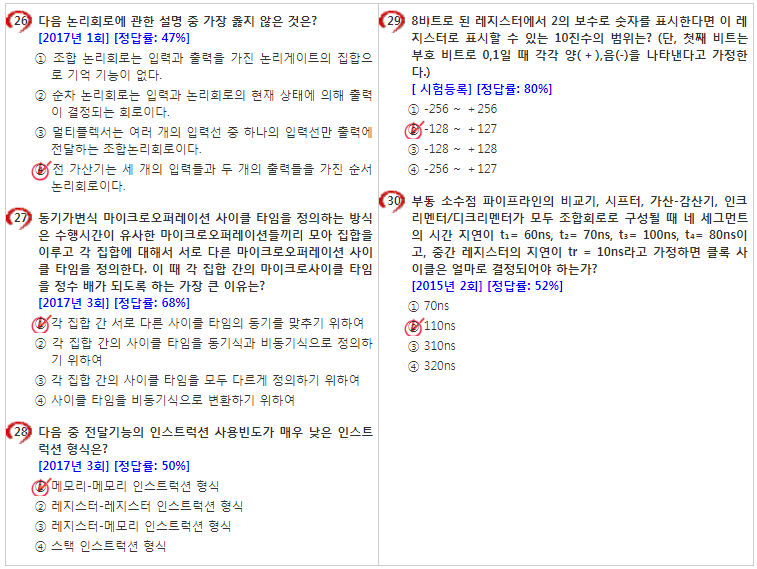 26 다음 논리회로에 관한 설명 중 가장 옳지 않은 것은?
[2017년 1회] [정답률: 47%]
① 조합 논리회로는 입력과 출력을 가진 논리게이트의 집합으
로 기억 기능이 없다.
② 순차 논리회로는 입력과 논리회로의 현재 상태에 의해 출력
이 결정되는 회로이다.
③ 멀티플렉서는 여러 개의 입력선 중 하나의 입력선만 출력에
전달하는 조합논리회로이다.
④ 전 가산기는 세 개의 입력들과 두 개의 출력들을 가진 순서
논리회로이다.
27 동기가변식 마이크로오퍼레이션 사이클 타임을 정의하는 방식
은 수행시간이 유사한 마이크로오퍼레이션들끼리 모아 집합을
이루고 각 집합에 대해서 서로 다른 마이크로오퍼레이션 사이
클 타임을 정의한다. 이 때 각 집합 간의 마이크로사이클 타임
을 정수 배가 되도록 하는 가장 큰 이유는?
[2017년 3회] [정답률: 68%]
① 각 집합 간 서로 다른 사이클 타임의 동기를 맞추기 위하여
② 각 집합 간의 사이클 타임을 동기식과 비동기식으로 정의하
기 위하여
③ 각 집합 간의 사이클 타임을 모두 다르게 정의하기 위하여
④ 사이클 타임을 비동기식으로 변환하기 위하여
28 다음 중 전달기능의 인스트럭션 사용빈도가 매우 낮은 인스트
럭션 형식은?
[2017년 3회] [정답률: 50%]
① 메모리-메모리 인스트럭션 형식
② 레지스터-레지스터 인스트럭션 형식
③ 레지스터-메모리 인스트럭션 형식
④ 스택 인스트럭션 형식
29 8비트로 된 레지스터에서 2의 보수로 숫자를 표시한다면 이 레
지스터로 표시할 수 있는 10진수의 범위는? (단, 첫째 비트는
부호 비트로 0,1일 때 각각 양(+),음(-)을 나타낸다고 가정한
다.)
[ 시험등록] [정답률: 80%]
① -256 ~ +256
② -128 ~ +127
③ -128 ~ +128
④ -256 ~ +127
30 부동 소수점 파이프라인의 비교기, 시프터, 가산-감산기, 인크
리멘터/디크리멘터가 모두 조합회로로 구성될 때 네 세그먼트
의 시간 지연이 t₁= 60ns, t₂= 70ns, t₃= 100ns, t₄= 80ns이
고, 중간 레지스터의 지연이 tr = 10ns라고 가정하면 클록 사
이클은 얼마로 결정되어야 하는가?
[2015년 2회] [정답률: 52%]
① 70ns
② 110ns
③ 310ns
④ 320ns